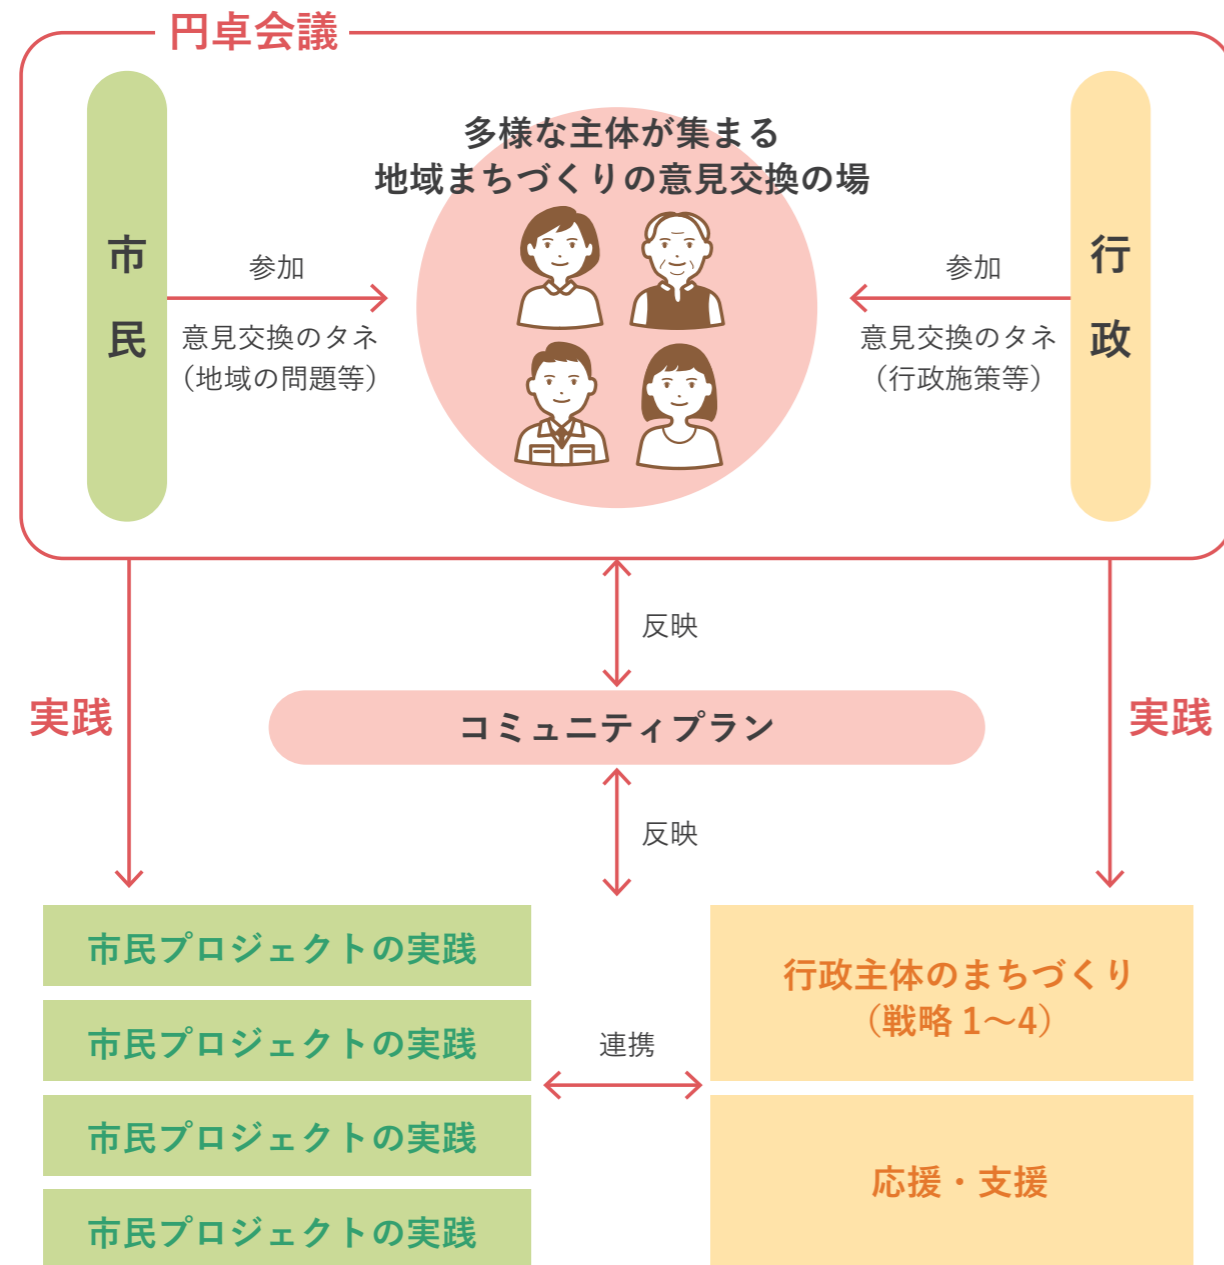 円卓会議
多様な主体が集まる
地域まちづくりの意見交換の場
市民
参加
意見交換のタネ
（地域の問題等）
参加
意見交換のタネ
（行政施策等）
行政
反映
実践
コミュニティプラン
実践
反映
市民プロジェクトの実践
市民プロジェクトの実践
市民プロジェクトの実践
市民プロジェクトの実践
連携
行政主体のまちづくり
（戦略 1～4）
応援・支援